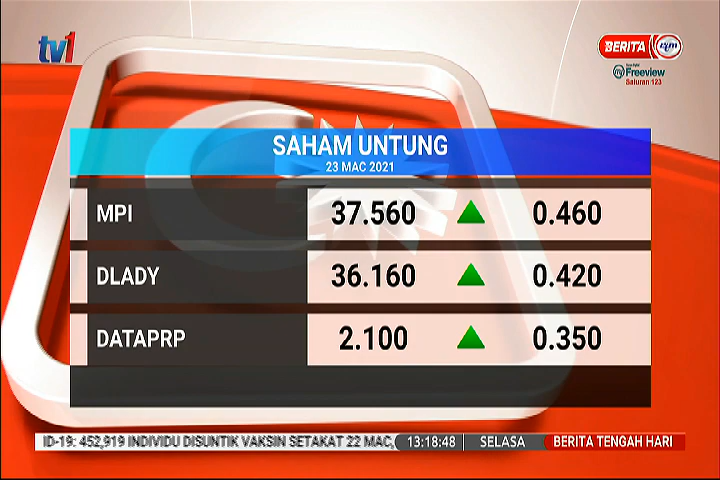 tv1
BERITA rtm
Freeview
Saluran 123
SAHAM UNTUNG
23 MAC 2021
MPI 37.560 0.460
DLADY 36.160 0.420
DATAPRP 2.100 0.350
ID-19: 452,919 INDIVIDU DISUNTIK VAKSIN SETAKAT 22 MAC, 13:18:48 SELASA BERITA TENGAH HARI